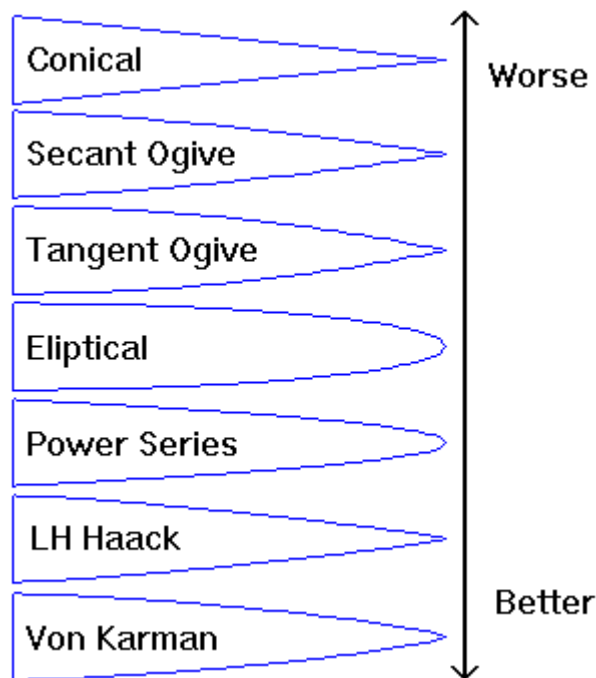 Conical
Worse
Secant Ogive
Tangent Ogive
Eliptical
Power Series
LH Haack
Better
Von Karman